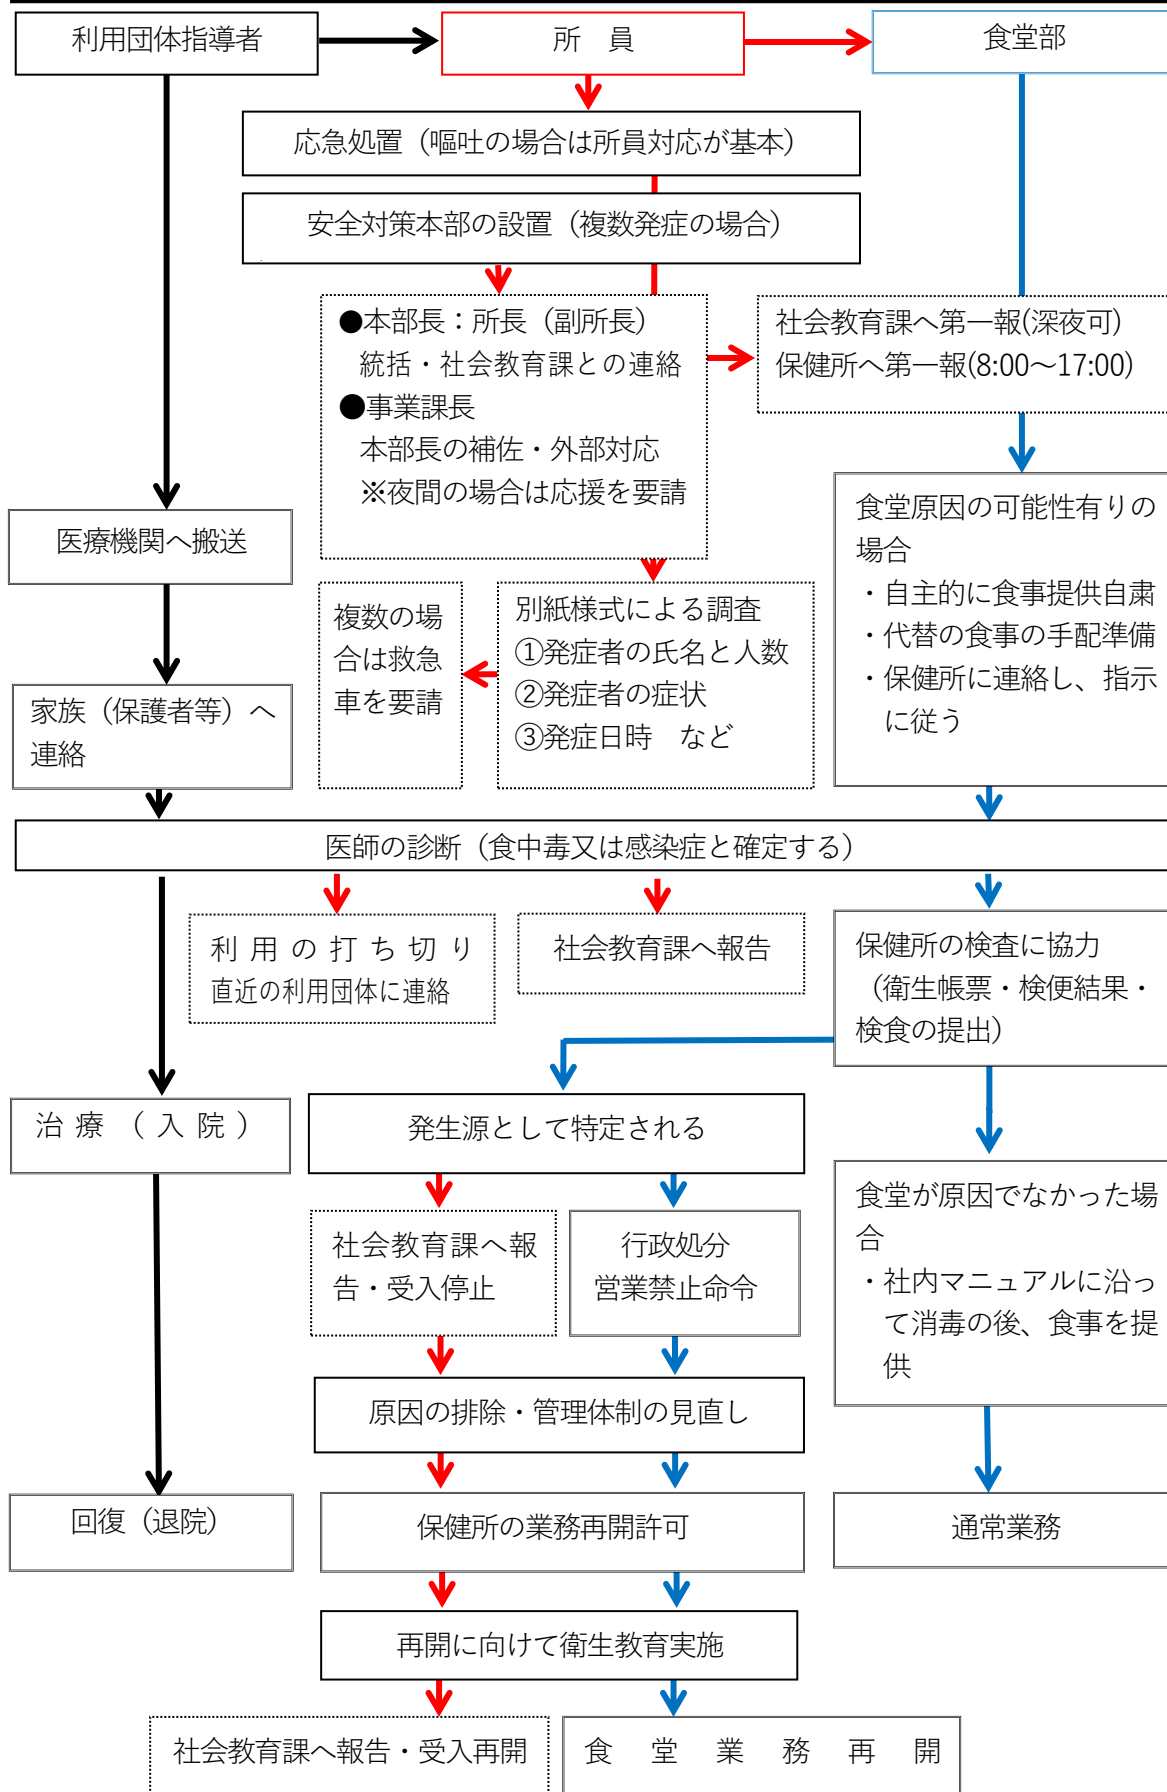 利用団体指導者
所　員
食堂部
応急処置（嘔吐の場合は所員対応が基本）
安全対策本部の設置（複数発症の場合）
●本部長：所長（副所長）
統括・社会教育課との連絡
●事業課長
本部長の補佐・外部対応
※夜間の場合は応援を要請
社会教育課へ第一報(深夜可)
保健所へ第一報(8:00～17:00)
医療機関へ搬送
食堂原因の可能性有りの
場合
・自主的に食事提供自粛
・代替の食事の手配準備
・保健所に連絡し、指示
に従う
複数の場
合は救急
車を要請
別紙様式による調査
①発症者の氏名と人数
②発症者の症状
③発症日時　など
家族（保護者等）へ
連絡
医師の診断（食中毒又は感染症と確定する）
利用の打ち切り
直近の利用団体に連絡
社会教育課へ報告
保健所の検査に協力
（衛生帳票・検便結果・
検食の提出）
治療（入院）
発生源として特定される
食堂が原因でなかった場
合
・社内マニュアルに沿っ
て消毒の後、食事を提
供
社会教育課へ報
告・受入停止
行政処分
営業禁止命令
原因の排除・管理体制の見直し
回復（退院）
保健所の業務再開許可
通常業務
再開に向けて衛生教育実施
社会教育課へ報告・受入再開
食堂業務再開